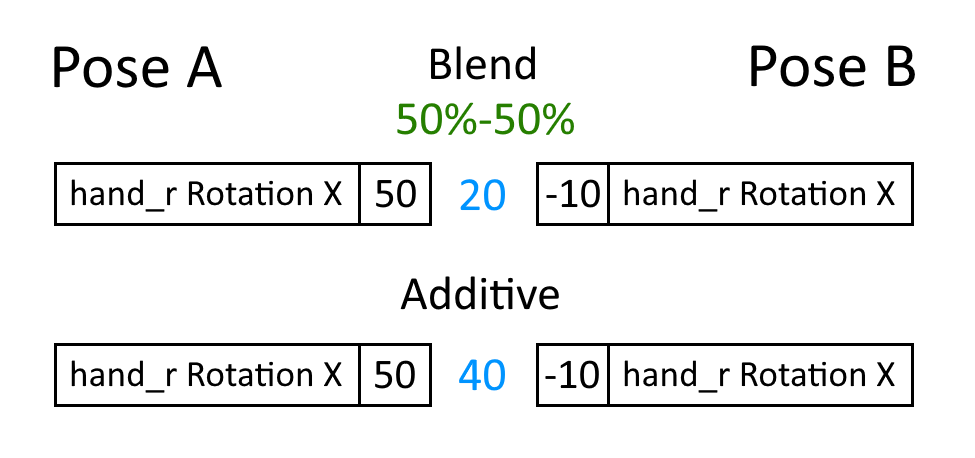 Pose A Blend Pose B
50%-50%
hand_r Rotation X 50 20 -10 hand_r Rotation X
Additive
hand_r Rotation X 50 40 -10 hand_r Rotation X